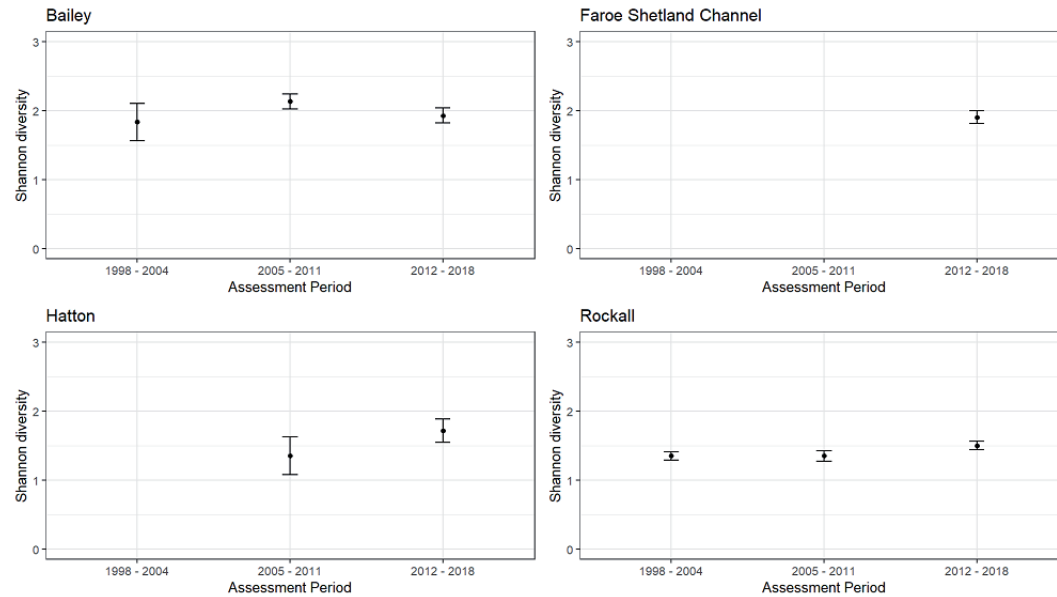 Bailey
Shannon diversity
3
2
1
0
1998 - 2004
2005 - 2011
2012 - 2018
Assessment Period
Faroe Shetland Channel
Shannon diversity
3
2
1
0
1998 - 2004
2005 - 2011
2012 - 2018
Assessment Period
Hatton
Shannon diversity
3
2
1
0
1998 - 2004
2005 - 2011
2012 - 2018
Assessment Period
Rockall
Shannon diversity
3
2
1
0
1998 - 2004
2005 - 2011
2012 - 2018
Assessment Period